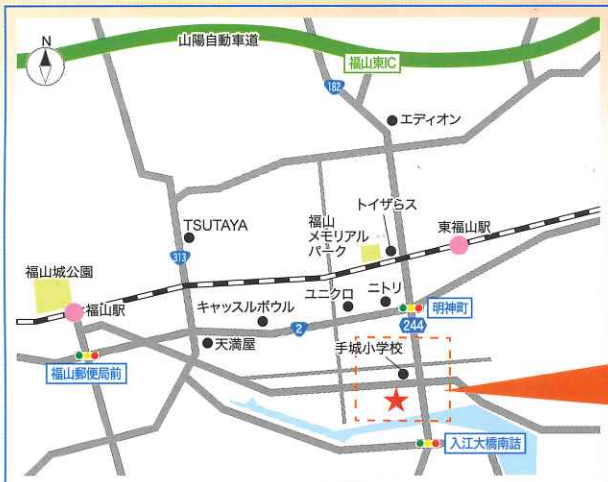 N
山陽自動車道
福山東IC
182
エディオン
トイザらス
福山
メモリアル
パーク
東福山駅
TSUTAYA
313
福山城公園
福山駅
キャッスルボウル
ユニクロ
ニトリ
2
明神町
244
天満屋
手城小学校
福山郵便局前
入江大橋南詰